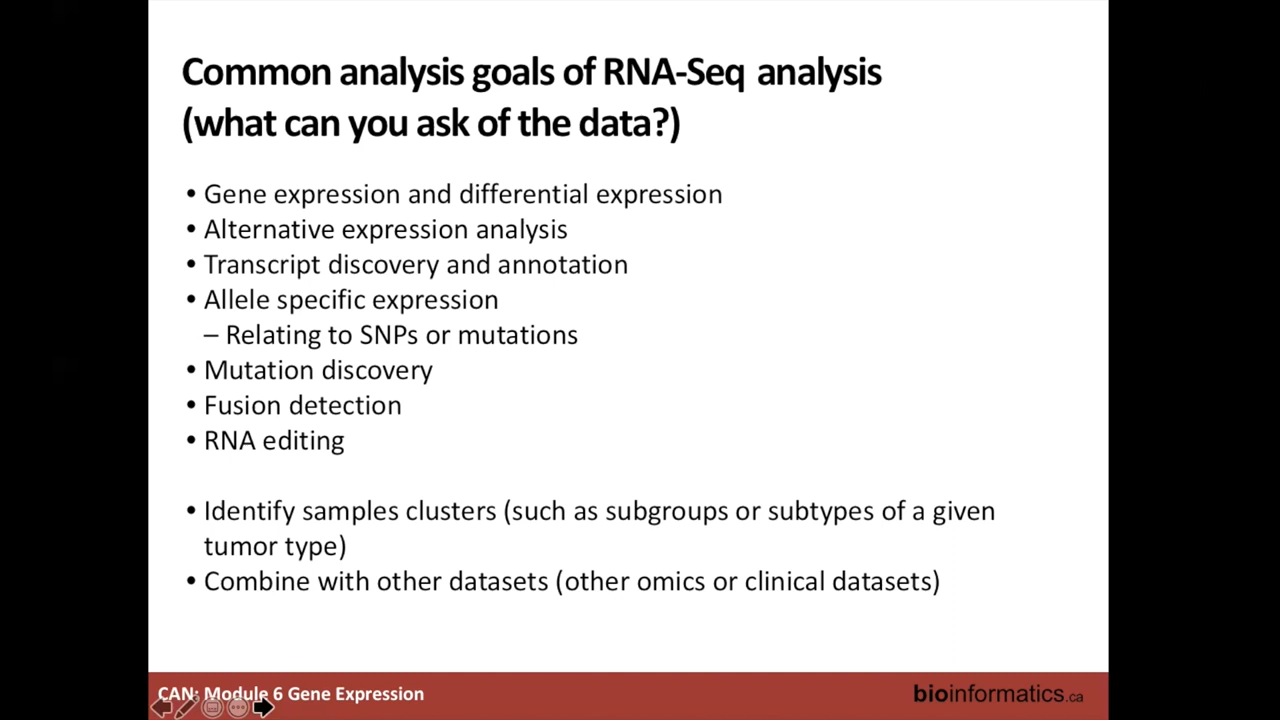 Common analysis goals of RNA-Seq analysis
(what can you ask of the data?)
• Gene expression and differential expression
• Alternative expression analysis
• Transcript discovery and annotation
• Allele specific expression
– Relating to SNPs or mutations
• Mutation discovery
• Fusion detection
• RNA editing
• Identify samples clusters (such as subgroups or subtypes of a given
tumor type)
• Combine with other datasets (other omics or clinical datasets)
CAN: Module 6 Gene Expression
bioinformatics.ca